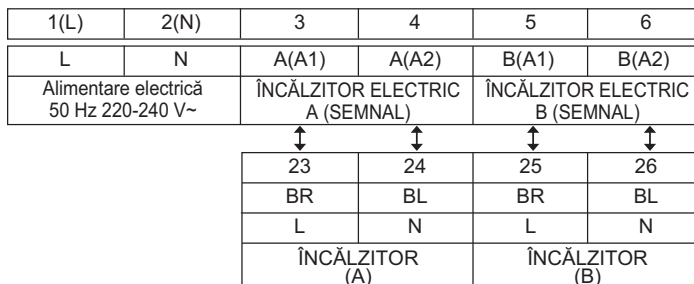 1(L) 2(N) 3 4 5 6
L N A(A1) A(A2) B(A1) B(A2)
Alimentare electrică ÎNCĂLZITOR ELECTRIC ÎNCĂLZITOR ELECTRIC
50 Hz 220-240 V~ A (SEMNAL) B (SEMNAL)
23 24 25 26
BR BL BR BL
L N L N
ÎNCĂLZITOR ÎNCĂLZITOR
(A) (B)